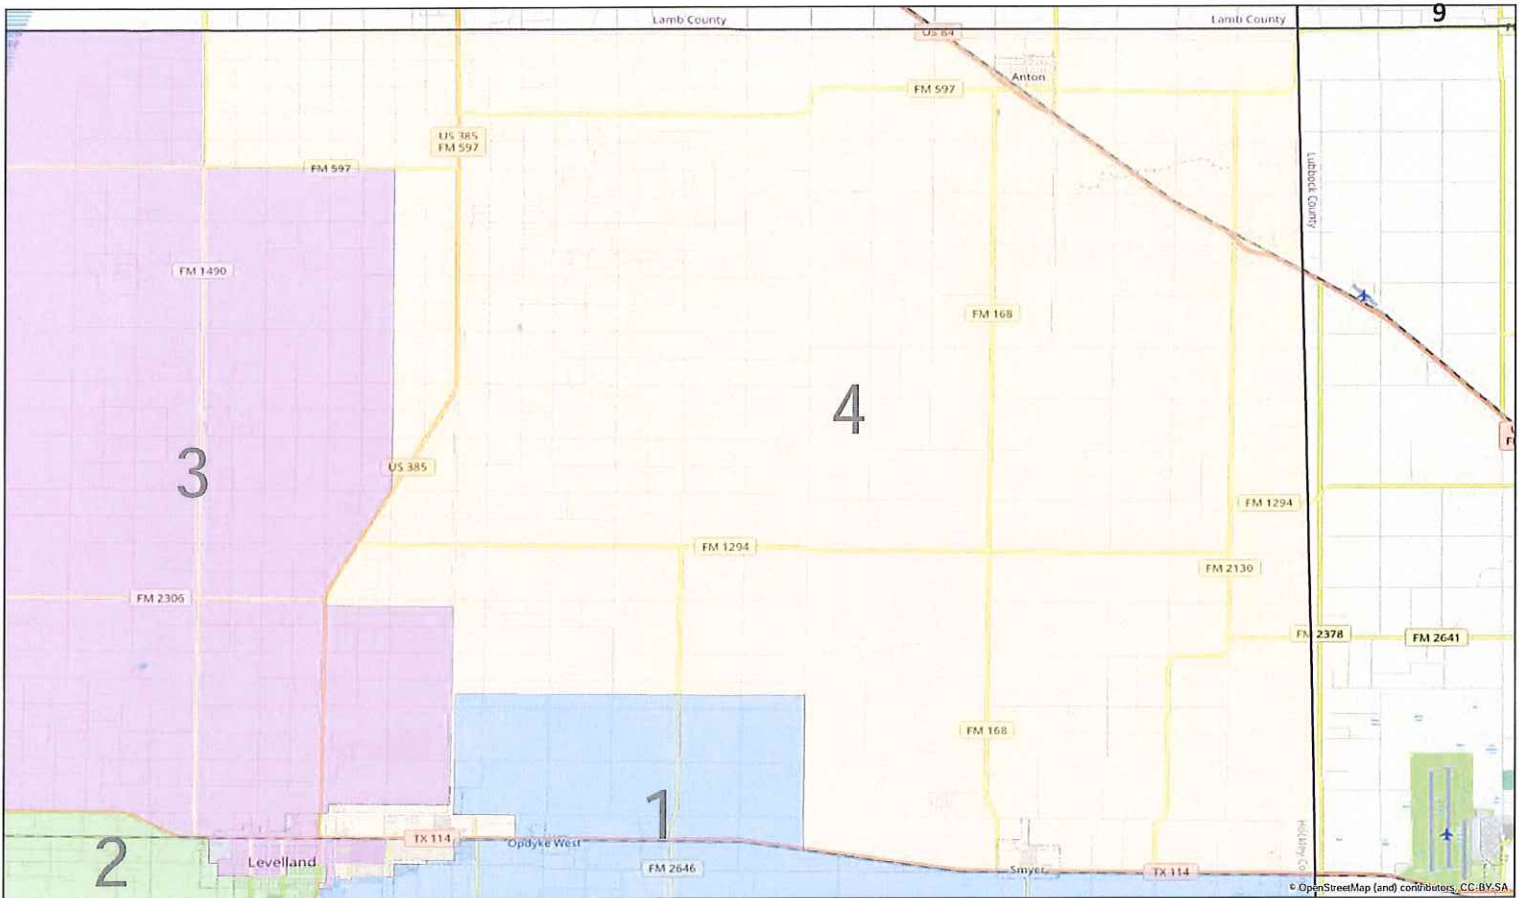 Lamb County
Lamb County
9
US 84
Anton
FM 597
US 385
FM 597
FM 597
Lubbock County
FM 1490
FM 168
4
3
US 385
FM 1294
FM 1294
FM 2130
FM 2306
FM 2378
FM 2641
FM 168
1
TX 114
Opdyke West
2
Levelland
FM 2646
Smyer
TX 114
© OpenStreetMap (and) contributors, CC-BY-SA